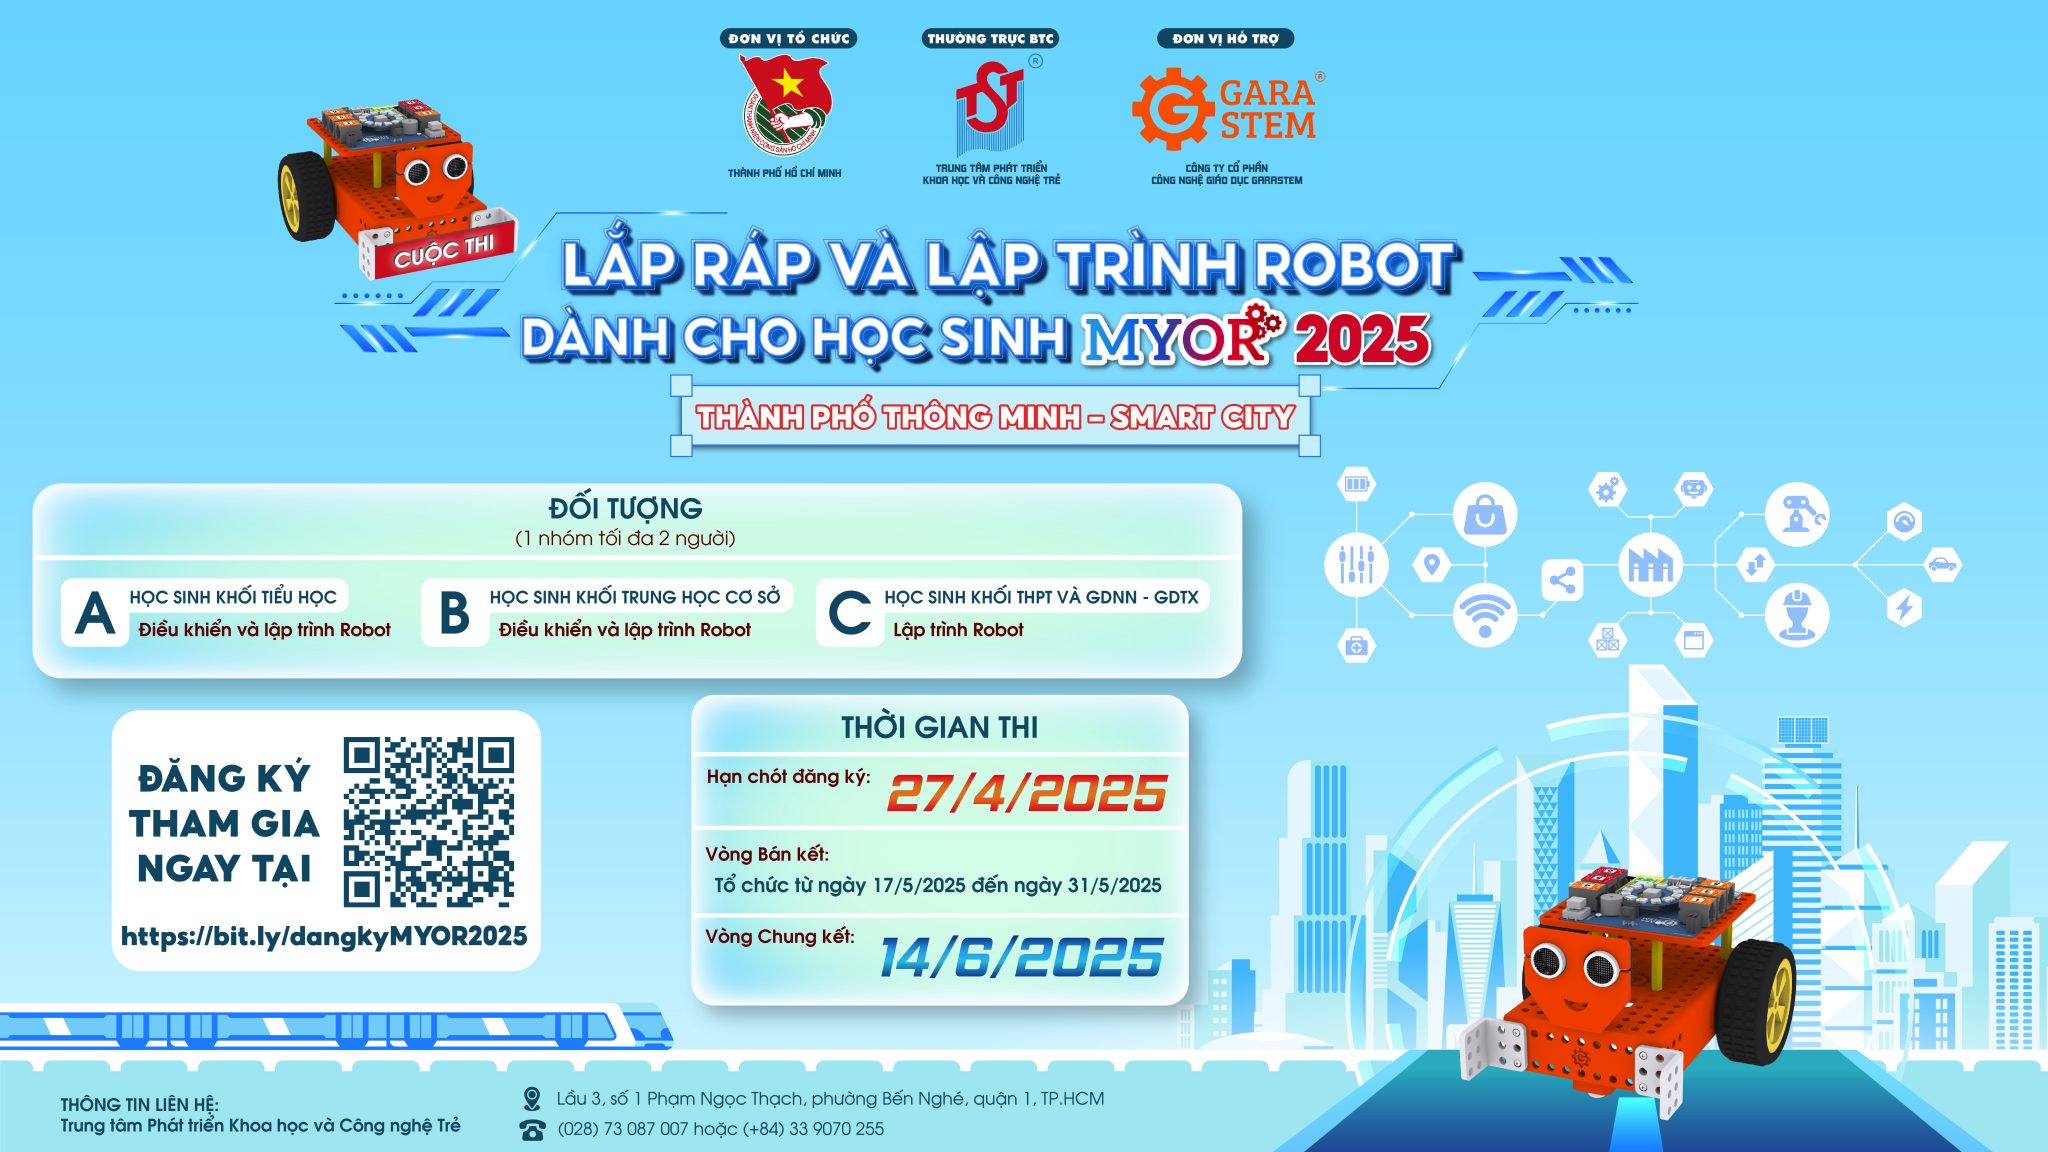 ĐƠN VỊ TỔ CHỨC
ĐOÀN THANH NIÊN CỘNG SẢN HỒ CHÍ MINH
THÀNH PHỐ HỒ CHÍ MINH
THƯỜNG TRỰC BTC
TST
®
TRUNG TÂM PHÁT TRIỂN
KHOA HỌC VÀ CÔNG NGHỆ TRẺ
ĐƠN VỊ HỖ TRỢ
G
GARA
STEM
®
CÔNG TY CỔ PHẦN
CÔNG NGHỆ GIÁO DỤC GARASTEM
CUỘC THI
LẮP RÁP VÀ LẬP TRÌNH ROBOT
DÀNH CHO HỌC SINH MYOR 2025
THÀNH PHỐ THÔNG MINH – SMART CITY
ĐỐI TƯỢNG
(1 nhóm tối đa 2 người)
A
HỌC SINH KHỐI TIỂU HỌC
Điều khiển và lập trình Robot
B
HỌC SINH KHỐI TRUNG HỌC CƠ SỞ
Điều khiển và lập trình Robot
C
HỌC SINH KHỐI THPT VÀ GDNN - GDTX
Lập trình Robot
ĐĂNG KÝ
THAM GIA
NGAY TẠI
https://bit.ly/dangkyMYOR2025
THỜI GIAN THI
Hạn chót đăng ký: 27/4/2025
Vòng Bán kết:
Tổ chức từ ngày 17/5/2025 đến ngày 31/5/2025
Vòng Chung kết: 14/6/2025
THÔNG TIN LIÊN HỆ:
Trung tâm Phát triển Khoa học và Công nghệ Trẻ
Lầu 3, số 1 Phạm Ngọc Thạch, phường Bến Nghé, quận 1, TP.HCM
(028) 73 087 007 hoặc (+84) 33 9070 255